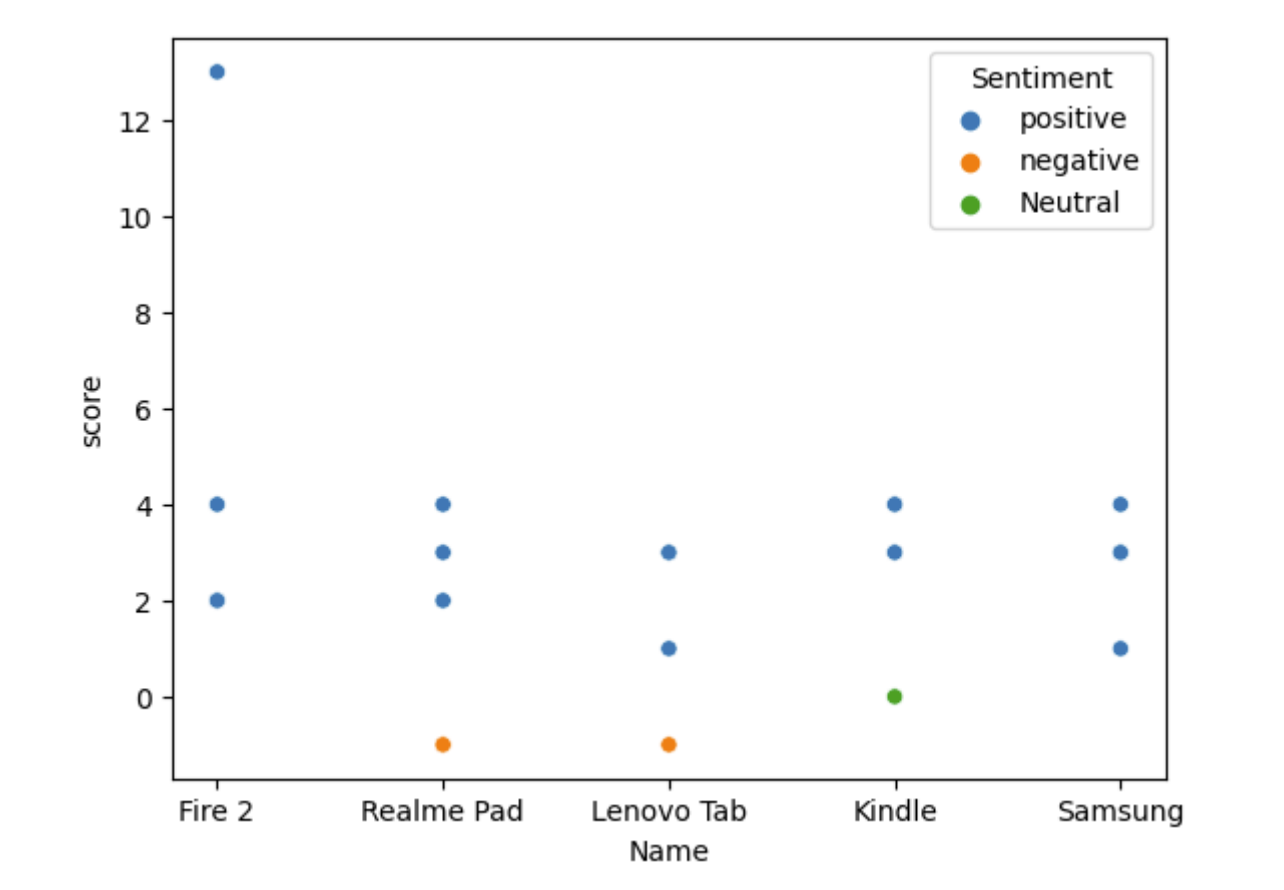 Sentiment
positive
negative
Neutral
12
10
8
6
4
2
0
score
Fire 2 Realme Pad Lenovo Tab Kindle Samsung
Name